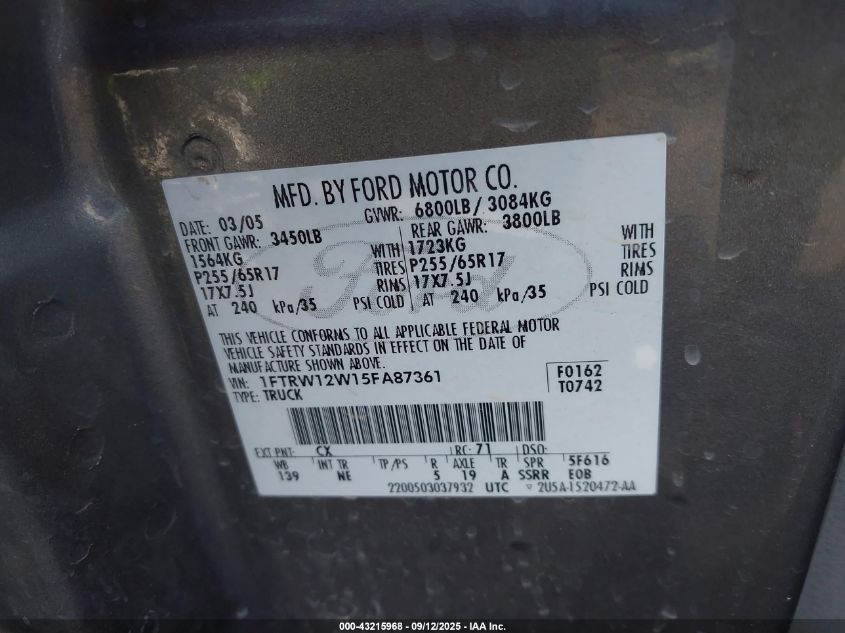 MFD. BY FORD MOTOR CO.
DATE: 03/05 GVWR: 6800LB/ 3084KG
FRONT GAWR: 3450LB REAR GAWR: 3800LB
1564KG WITH 1723KG WITH
P255/65R17 TIRES P255/65R17 TIRES
17X7.5J RIMS 17X7.5J RIMS
AT 240 kPa/35 PSI COLD AT 240 kPa/35 PSI COLD
Ford
THIS VEHICLE CONFORMS TO ALL APPLICABLE FEDERAL MOTOR
VEHICLE SAFETY STANDARDS IN EFFECT ON THE DATE OF
MANUFACTURE SHOWN ABOVE.
VIN: 1FTRW12W15FA87361 F0162
TYPE: TRUCK T0742
EXT PNT: CX RC: 71 DSO:
WB INT TR TP/PS R AXLE TR SPR 5F616
139 NE 5 19 A SSRR EOB
2200503037932 UTC ▽ 2U5A-1520472-AA
000-43215968 - 09/12/2025 - IAA Inc.